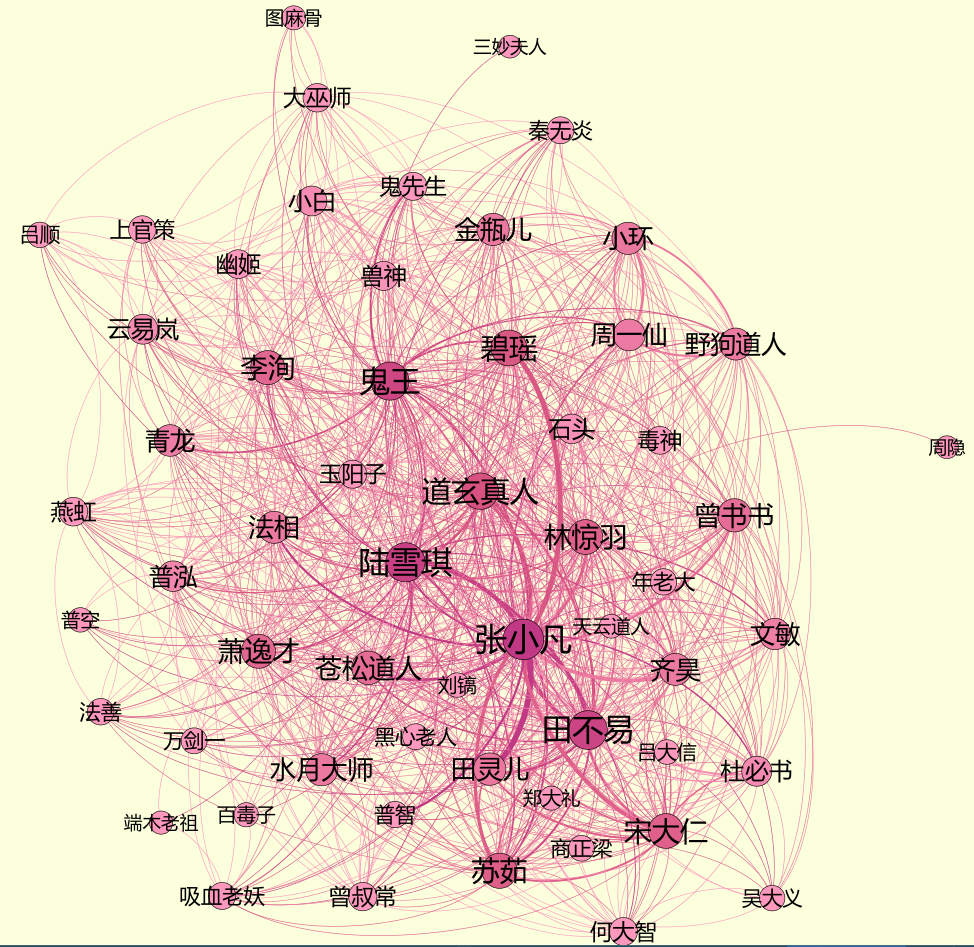 图麻骨
三妙夫人
大巫师
秦无炎
鬼先生
小白
金瓶儿
吕顺
上官策
小环
幽姬
兽神
云易岚
周一仙
野狗道人
碧瑶
李洵
鬼王
石头
毒神
青龙
周隐
玉阳子
道玄真人
燕虹
曾书书
法相
林惊羽
陆雪琪
普泓
年老大
普空
天云道人
张小凡
文敏
萧逸才
苍松道人
齐昊
刘镐
法善
田不易
万剑一
黑心老人
吕大信
水月大师
田灵儿
杜必书
郑大礼
端木老祖
百毒子
普智
宋大仁
商正梁
苏茹
吸血老妖
曾叔常
吴大义
何大智